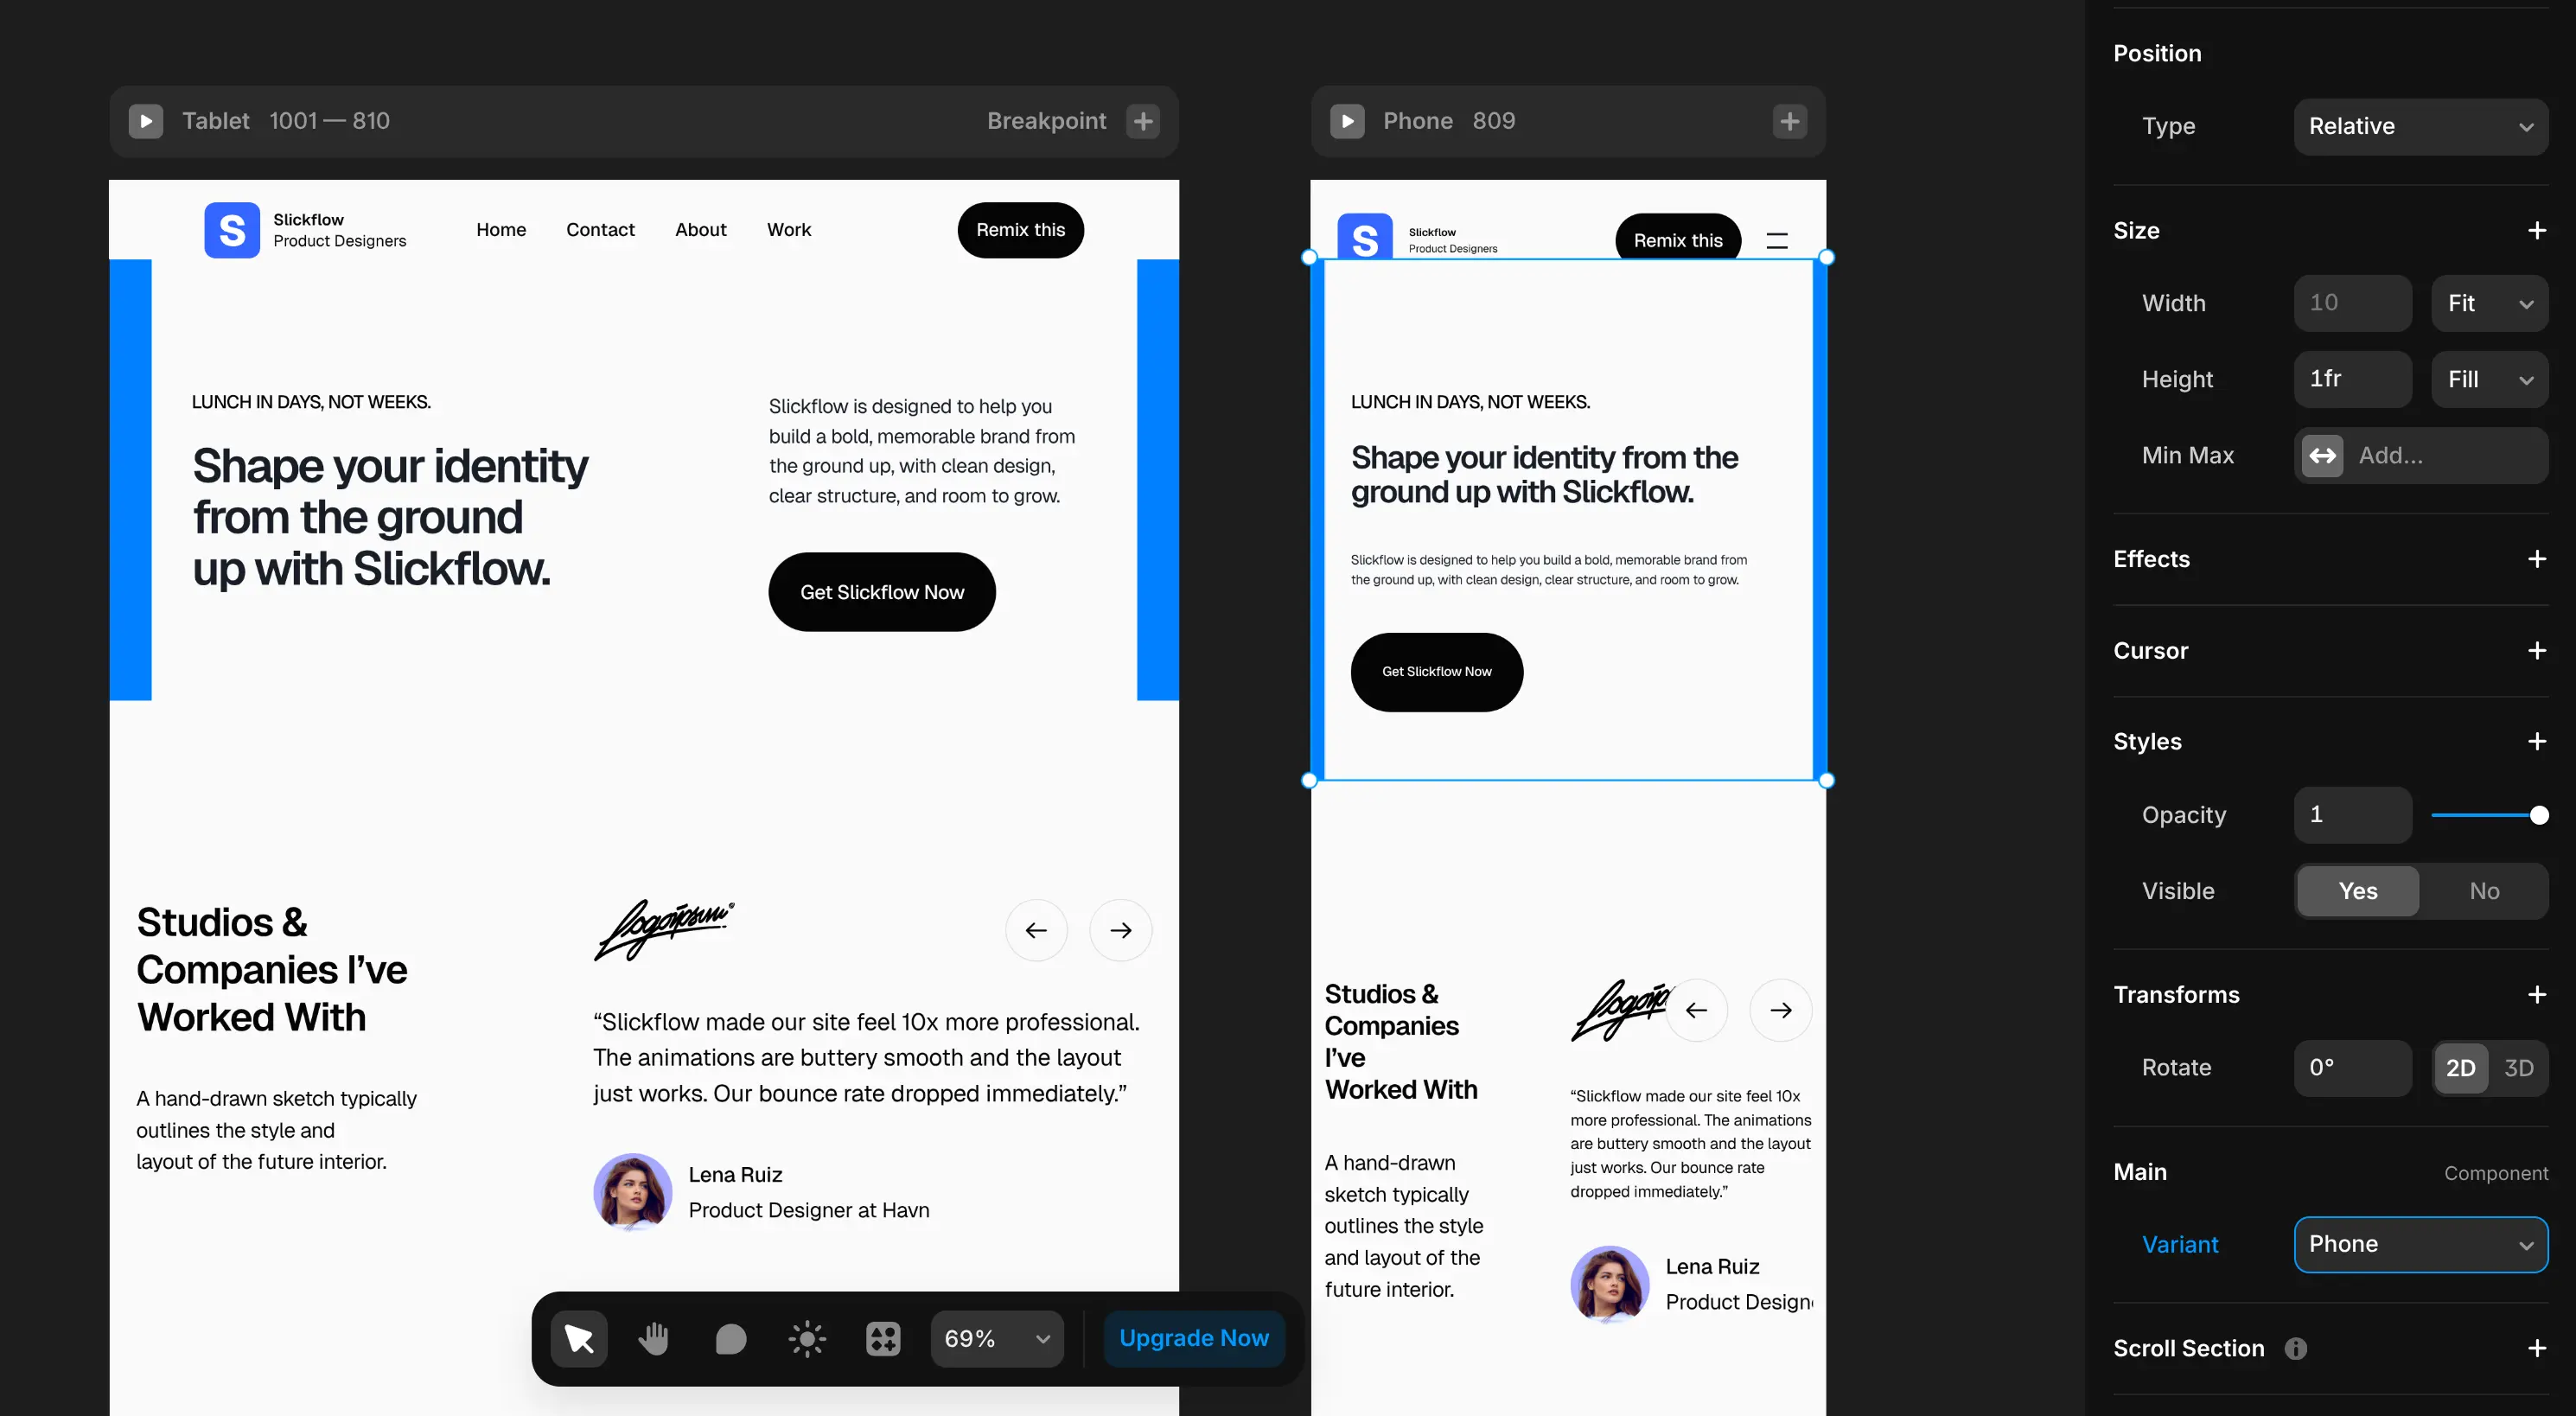 Tablet 1001 — 810
Breakpoint
S
Slickflow
Product Designers
Home
Contact
About
Work
Remix this
LUNCH IN DAYS, NOT WEEKS.
Shape your identity
from the ground
up with Slickflow.
Slickflow is designed to help you
build a bold, memorable brand from
the ground up, with clean design,
clear structure, and room to grow.
Get Slickflow Now
Studios &
Companies I’ve
Worked With
A hand-drawn sketch typically
outlines the style and
layout of the future interior.
Logoipsum
“Slickflow made our site feel 10x more professional.
The animations are buttery smooth and the layout
just works. Our bounce rate dropped immediately.”
Lena Ruiz
Product Designer at Havn
69%
Upgrade Now
Phone 809
S
Slickflow
Product Designers
Remix this
LUNCH IN DAYS, NOT WEEKS.
Shape your identity from the
ground up with Slickflow.
Slickflow is designed to help you build a bold, memorable brand from
the ground up, with clean design, clear structure, and room to grow.
Get Slickflow Now
Studios &
Companies
I’ve
Worked With
A hand-drawn
sketch typically
outlines the style
and layout of the
future interior.
“Slickflow made our site feel 10x
more professional. The animations
are buttery smooth and the layout
just works. Our bounce rate
dropped immediately.”
Lena Ruiz
Product Design
Position
Type
Relative
Size
Width
10
Fit
Height
1fr
Fill
Min Max
Add...
Effects
Cursor
Styles
Opacity
1
Visible
Yes
No
Transforms
Rotate
0°
2D
3D
Main
Component
Variant
Phone
Scroll Section